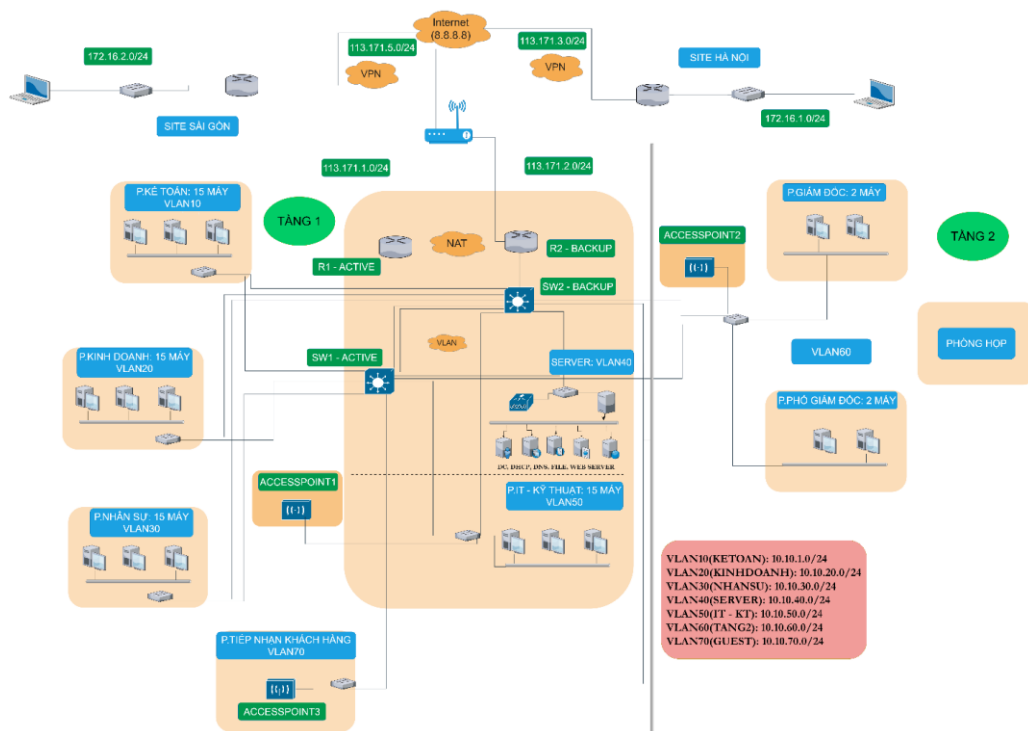 Internet
(8.8.8.8)
113.171.5.0/24
113.171.3.0/24
VPN
VPN
172.16.2.0/24
SITE SÀI GÒN
SITE HÀ NỘI
172.16.1.0/24
113.171.1.0/24
113.171.2.0/24
P.KẾ TOÁN: 15 MÁY
VLAN10
TẦNG 1
NAT
R1 - ACTIVE
R2 - BACKUP
SW2 - BACKUP
VLAN
SW1 - ACTIVE
SERVER: VLAN40
DC, DHCP, DNS, FILE, WEB SERVER
P.KINH DOANH: 15 MÁY
VLAN20
ACCESSPOINT1
P.IT - KỸ THUẬT: 15 MÁY
VLAN50
P.NHÂN SỰ: 15 MÁY
VLAN30
P.TIẾP NHẬN KHÁCH HÀNG
VLAN70
ACCESSPOINT3
ACCESSPOINT2
P.GIÁM ĐỐC: 2 MÁY
TẦNG 2
VLAN60
PHÒNG HỌP
P.PHÓ GIÁM ĐỐC: 2 MÁY
VLAN10(KETOAN): 10.10.1.0/24
VLAN20(KINHDOANH): 10.10.20.0/24
VLAN30(NHANSU): 10.10.30.0/24
VLAN40(SERVER): 10.10.40.0/24
VLAN50(IT - KT): 10.10.50.0/24
VLAN60(TANG2): 10.10.60.0/24
VLAN70(GUEST): 10.10.70.0/24